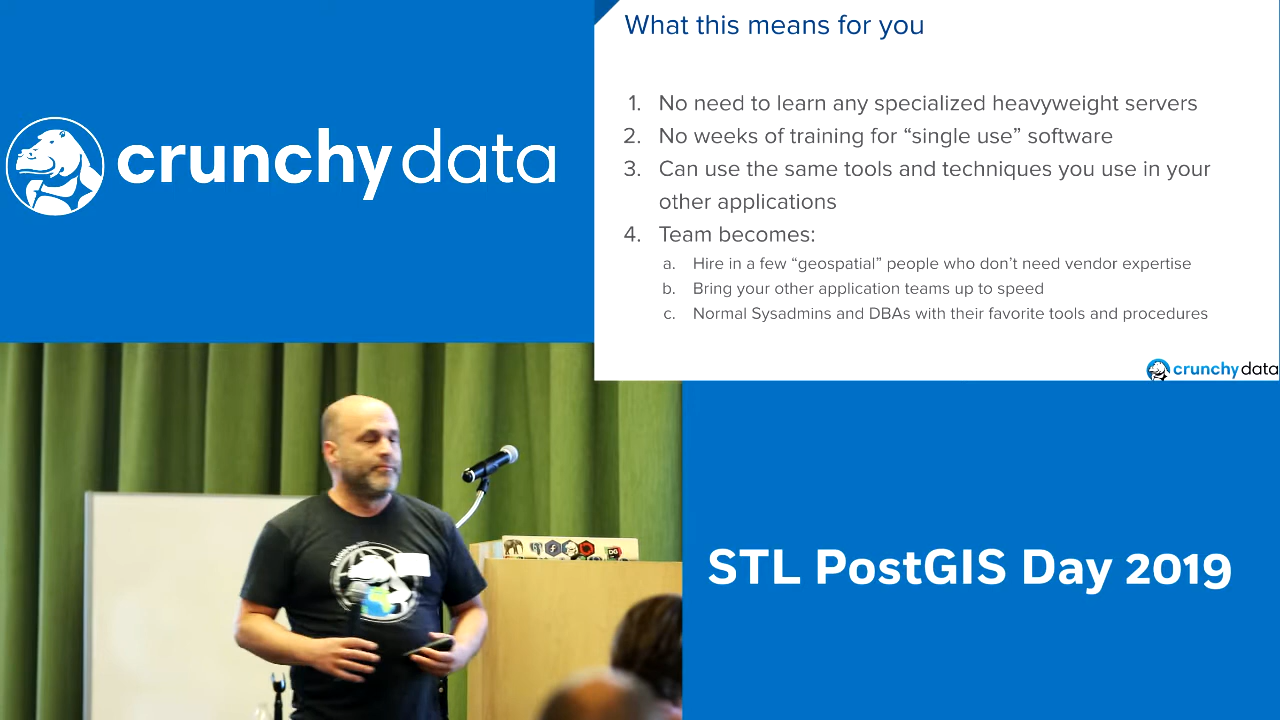 crunchydata
What this means for you
1. No need to learn any specialized heavyweight servers
2. No weeks of training for “single use” software
3. Can use the same tools and techniques you use in your
other applications
4. Team becomes:
a. Hire in a few “geospatial” people who don’t need vendor expertise
b. Bring your other application teams up to speed
c. Normal Sysadmins and DBAs with their favorite tools and procedures
crunchydata
DG
STL PostGIS Day 2019